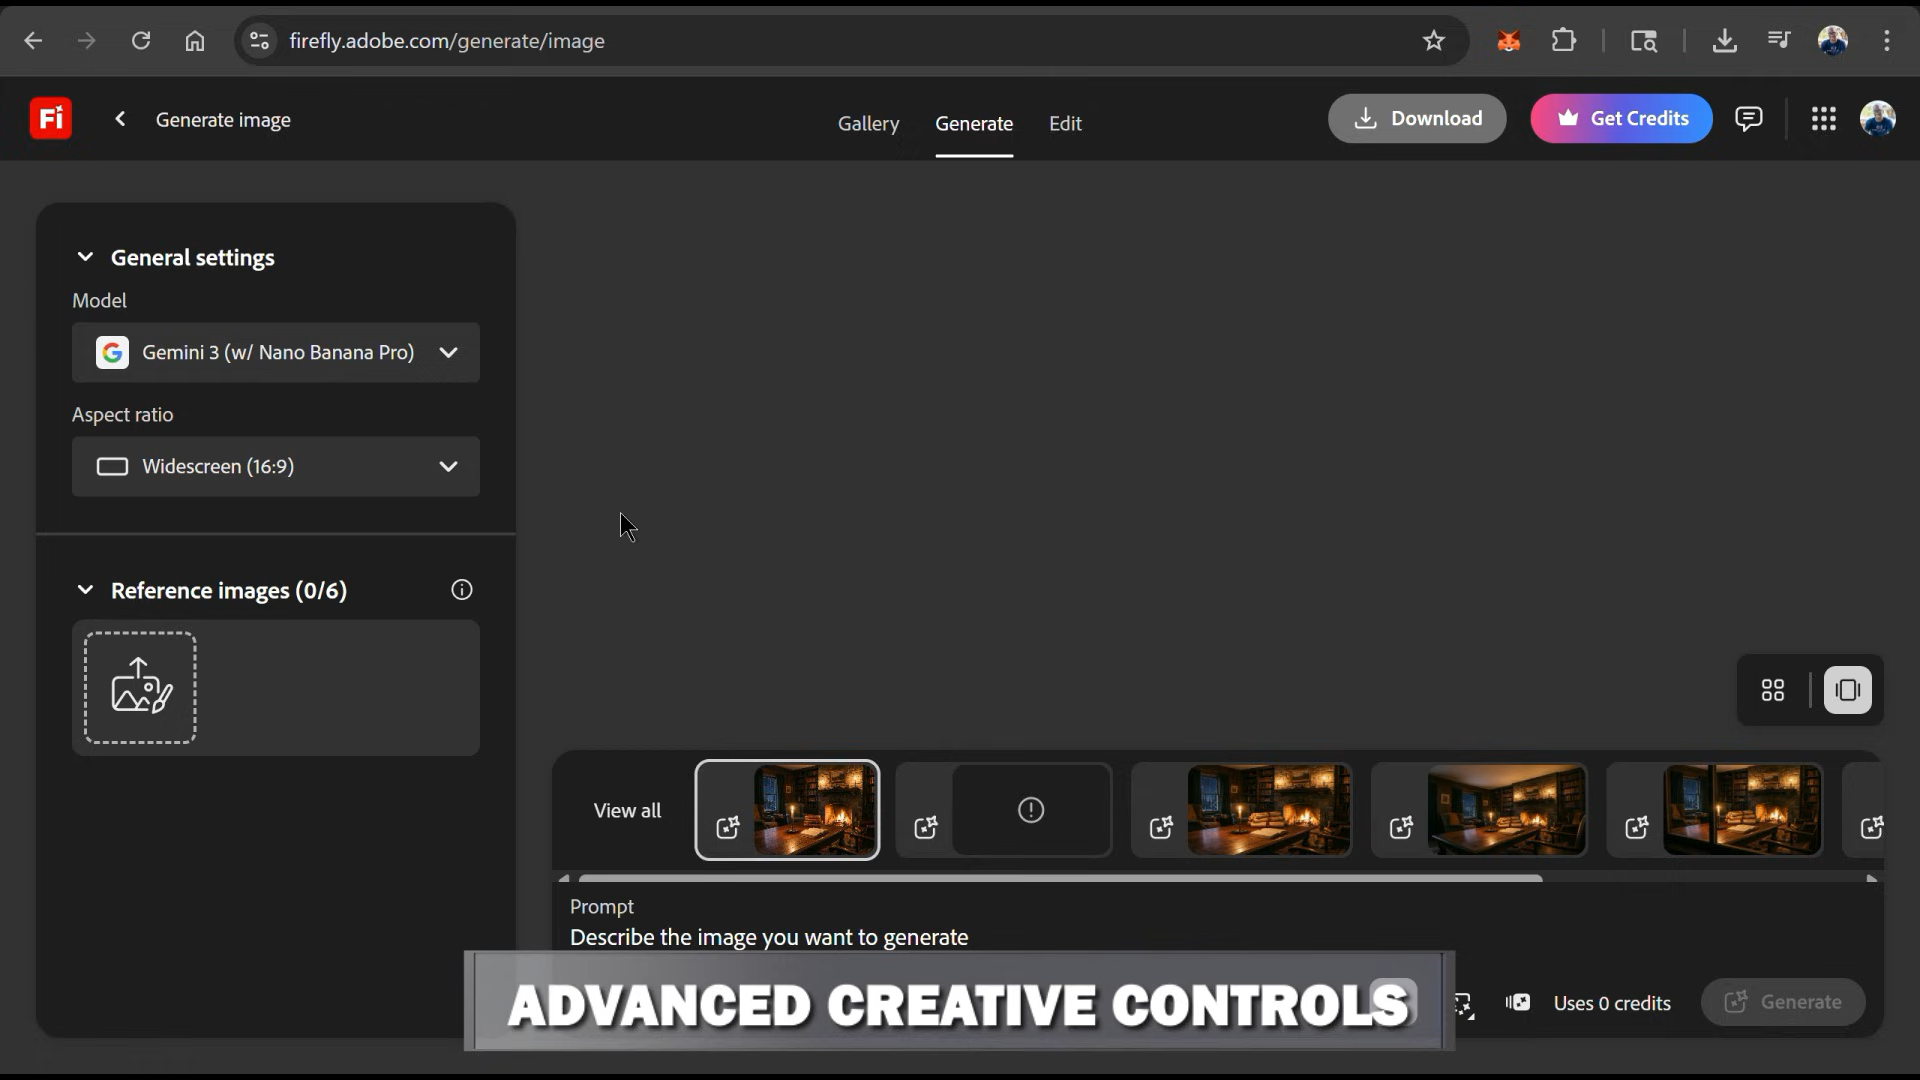 firefly.adobe.com/generate/image
Fi
Generate image
Gallery
Generate
Edit
Download
Get Credits
General settings
Model
G
Gemini 3 (w/ Nano Banana Pro)
Aspect ratio
Widescreen (16:9)
Reference images (0/6)
View all
Prompt
Describe the image you want to generate
ADVANCED CREATIVE CONTROLS
Uses 0 credits
Generate